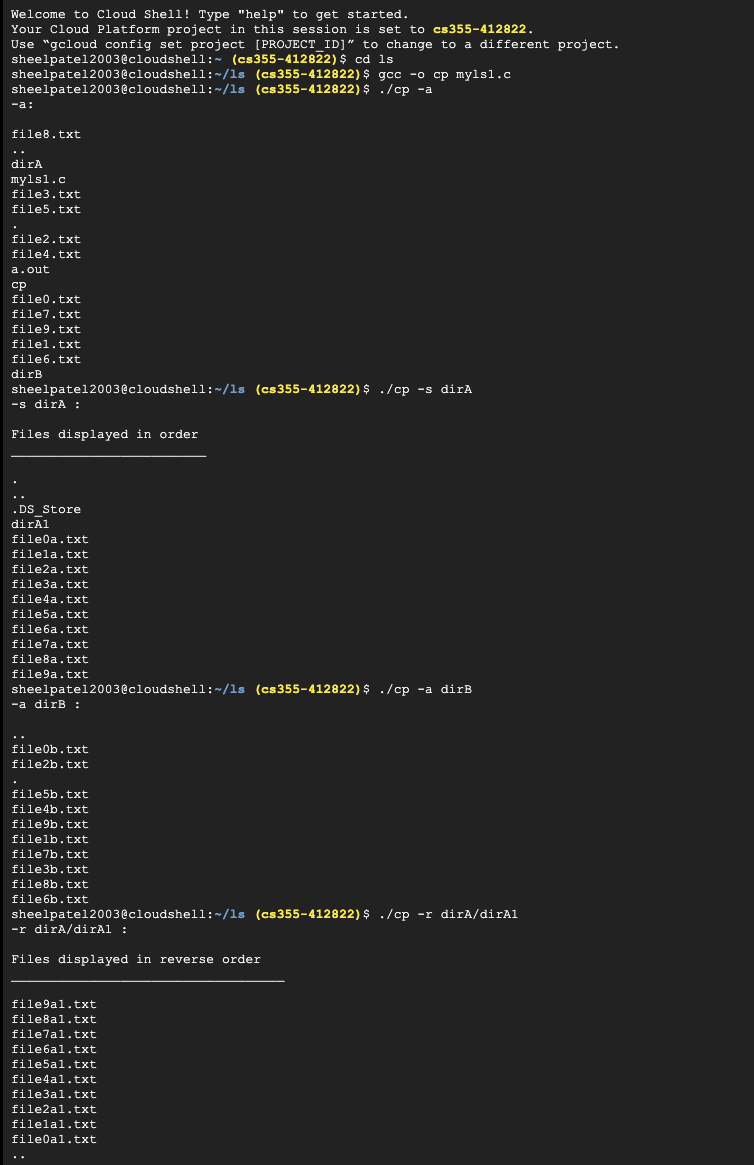 Welcome to Cloud Shell! Type "help" to get started.
Your Cloud Platform project in this session is set to cs355-412822.
Use “gcloud config set project [PROJECT_ID]” to change to a different project.
sheelpatel2003@cloudshell:~ (cs355-412822)$ cd ls
sheelpatel2003@cloudshell:~/ls (cs355-412822)$ gcc -o cp myls1.c
sheelpatel2003@cloudshell:~/ls (cs355-412822)$ ./cp -a
-a:
file8.txt
..
dirA
myls1.c
file3.txt
file5.txt
.
file2.txt
file4.txt
a.out
cp
file0.txt
file7.txt
file9.txt
file1.txt
file6.txt
dirB
sheelpatel2003@cloudshell:~/ls (cs355-412822)$ ./cp -s dirA
-s dirA :
Files displayed in order
_________________________
.
..
.DS_Store
dirA1
file0a.txt
file1a.txt
file2a.txt
file3a.txt
file4a.txt
file5a.txt
file6a.txt
file7a.txt
file8a.txt
file9a.txt
sheelpatel2003@cloudshell:~/ls (cs355-412822)$ ./cp -a dirB
-a dirB :
..
file0b.txt
file2b.txt
.
file5b.txt
file4b.txt
file9b.txt
file1b.txt
file7b.txt
file3b.txt
file8b.txt
file6b.txt
sheelpatel2003@cloudshell:~/ls (cs355-412822)$ ./cp -r dirA/dirA1
-r dirA/dirA1 :
Files displayed in reverse order
___________________________________
file9a1.txt
file8a1.txt
file7a1.txt
file6a1.txt
file5a1.txt
file4a1.txt
file3a1.txt
file2a1.txt
file1a1.txt
file0a1.txt
..